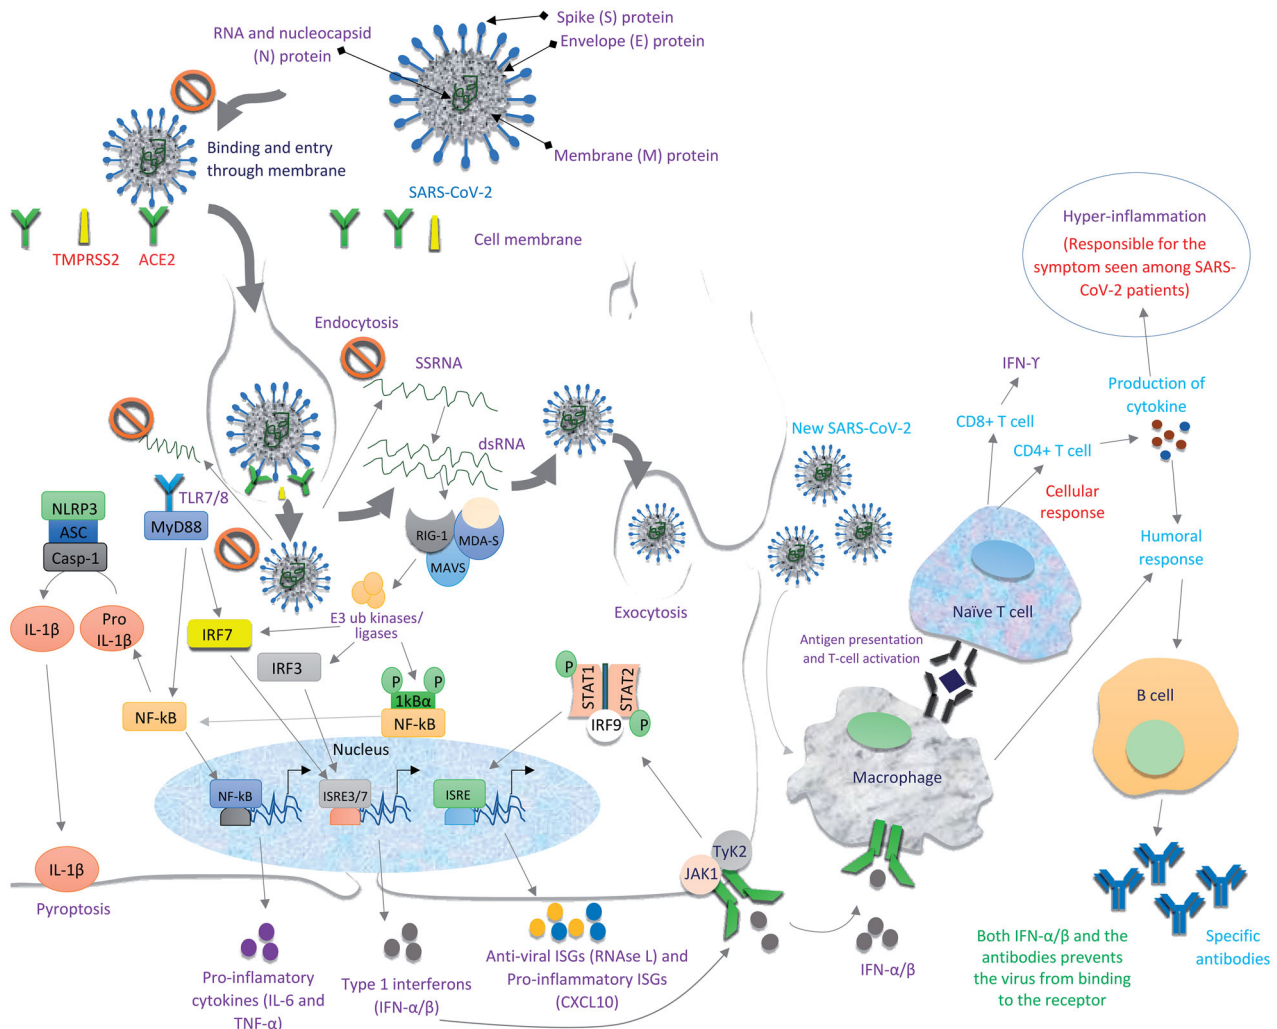 Spike (S) protein
RNA and nucleocapsid
(N) protein
Envelope (E) protein
Binding and entry
through membrane
Membrane (M) protein
SARS-CoV-2
Cell membrane
TMPRSS2
ACE2
Hyper-inflammation
(Responsible for the
symptom seen among SARS-
CoV-2 patients)
Endocytosis
SSRNA
dsRNA
IFN-ϒ
Production of
cytokine
CD8+ T cell
CD4+ T cell
Cellular
response
New SARS-CoV-2
TLR7/8
MyD88
NLRP3
ASC
Casp-1
RIG-1
MDA-S
MAVS
Humoral
response
Exocytosis
Naïve T cell
E3 ub kinases/
ligases
IL-1β
Pro
IL-1β
IRF7
IRF3
Antigen presentation
and T-cell activation
P
P
1kBα
NF-kB
NF-kB
P
STAT1
STAT2
IRF9
P
B cell
Nucleus
Macrophage
NF-kB
ISRE3/7
ISRE
TyK2
JAK1
IL-1β
Pyroptosis
Pro-inflamatory
cytokines (IL-6 and
TNF-α)
Type 1 interferons
(IFN-α/β)
Anti-viral ISGs (RNAse L) and
Pro-inflammatory ISGs
(CXCL10)
IFN-α/β
Both IFN-α/β and the
antibodies prevents
the virus from binding
to the receptor
Specific
antibodies